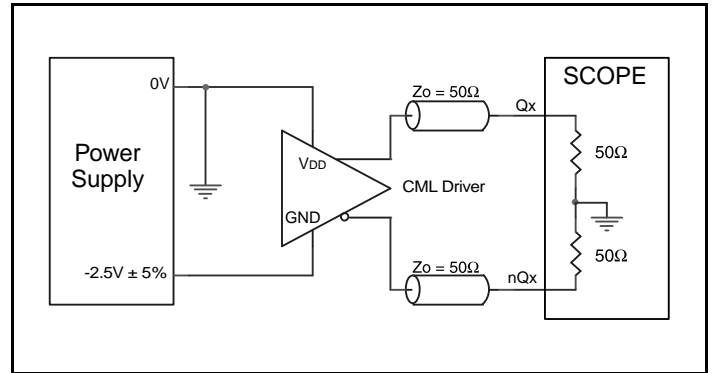 0V
Power
Supply
-2.5V ± 5%
VDD
GND
CML Driver
Zo = 50Ω
Qx
Zo = 50Ω
nQx
SCOPE
50Ω
50Ω